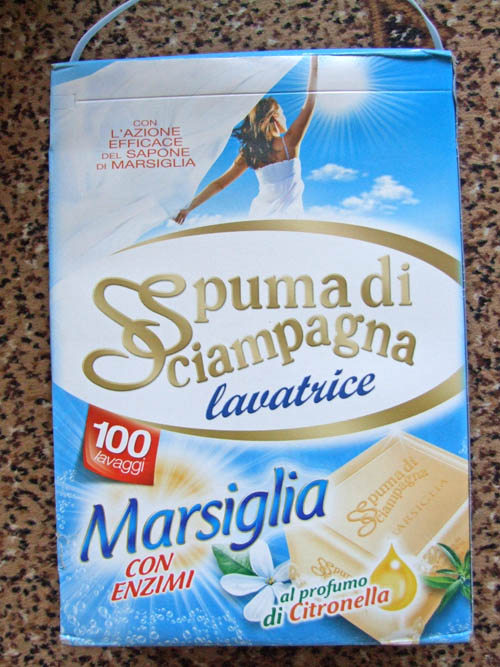 CON
L'AZIONE
EFFICACE
DEL SAPONE
DI MARSIGLIA
Spuma di
Sciampagna
lavatrice
100
lavaggi
Marsiglia
CON
ENZIMI
Spuma di
Sciampagna
MARSIGLIA
al profumo
di Citronella